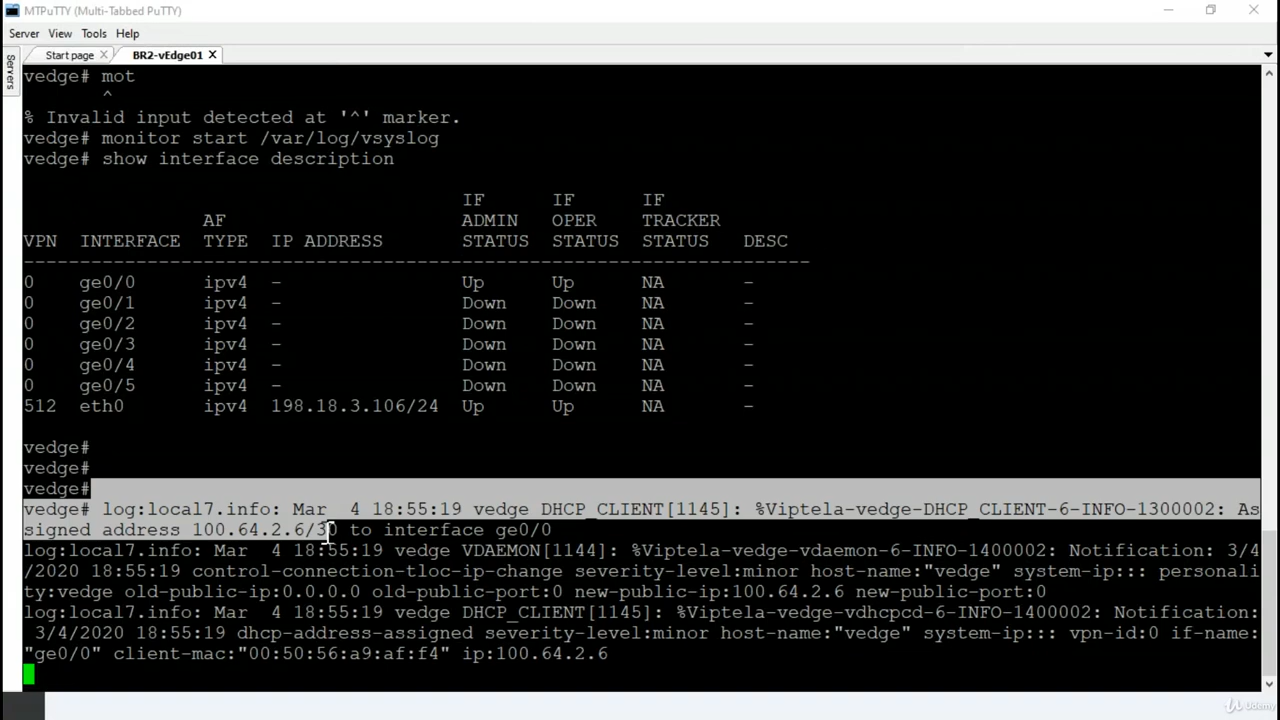 MTPuTTY (Multi-Tabbed PuTTY)
Server View Tools Help
Start page BR2-vEdge01
Servers
vedge# mot
^
% Invalid input detected at '^' marker.
vedge# monitor start /var/log/vsyslog
vedge# show interface description
IF IF IF
AF ADMIN OPER TRACKER
VPN INTERFACE TYPE IP ADDRESS STATUS STATUS STATUS DESC
--------------------------------------------------------------------------------
0 ge0/0 ipv4 - Up Up NA -
0 ge0/1 ipv4 - Down Down NA -
0 ge0/2 ipv4 - Down Down NA -
0 ge0/3 ipv4 - Down Down NA -
0 ge0/4 ipv4 - Down Down NA -
0 ge0/5 ipv4 - Down Down NA -
512 eth0 ipv4 198.18.3.106/24 Up Up NA -
vedge#
vedge#
vedge#
vedge# log:local7.info: Mar 4 18:55:19 vedge DHCP_CLIENT[1145]: %Viptela-vedge-DHCP_CLIENT-6-INFO-1300002: As
signed address 100.64.2.6/30 to interface ge0/0
log:local7.info: Mar 4 18:55:19 vedge VDAEMON[1144]: %Viptela-vedge-vdaemon-6-INFO-1400002: Notification: 3/4
/2020 18:55:19 control-connection-tloc-ip-change severity-level:minor host-name:"vedge" system-ip::: personali
ty:vedge old-public-ip:0.0.0.0 old-public-port:0 new-public-ip:100.64.2.6 new-public-port:0
log:local7.info: Mar 4 18:55:19 vedge DHCP_CLIENT[1145]: %Viptela-vedge-vdhcpcd-6-INFO-1400002: Notification:
3/4/2020 18:55:19 dhcp-address-assigned severity-level:minor host-name:"vedge" system-ip::: vpn-id:0 if-name:
"ge0/0" client-mac:"00:50:56:a9:af:f4" ip:100.64.2.6
Udemy